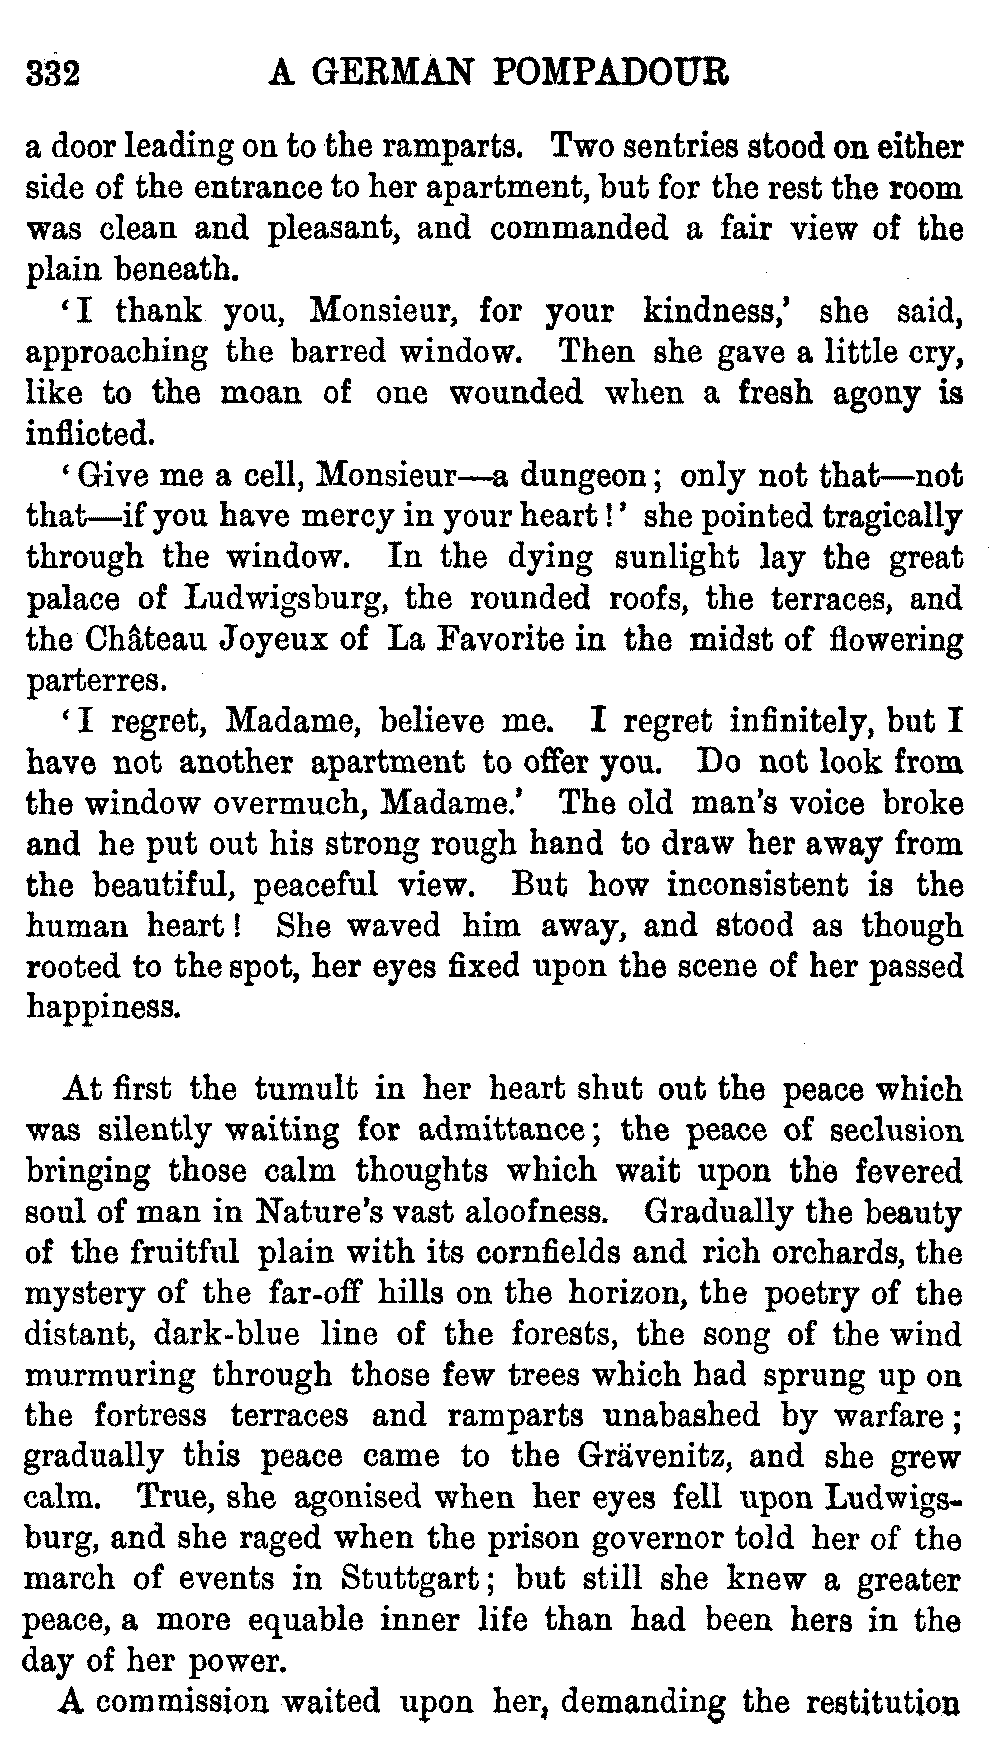 332 A GERMAN POMPADOUR
a door leading on to the ramparts. Two sentries stood on either
side of the entrance to her apartment, but for the rest the room
was clean and pleasant, and commanded a fair view of the
plain beneath.
‘I thank you, Monsieur, for your kindness,’ she said,
approaching the barred window. Then she gave a little cry,
like to the moan of one wounded when a fresh agony is
inflicted.
‘Give me a cell, Monsieur—a dungeon; only not that—not
that—if you have mercy in your heart!’ she pointed tragically
through the window. In the dying sunlight lay the great
palace of Ludwigsburg, the rounded roofs, the terraces, and
the Château Joyeux of La Favorite in the midst of flowering
parterres.
‘I regret, Madame, believe me. I regret infinitely, but I
have not another apartment to offer you. Do not look from
the window overmuch, Madame.’ The old man's voice broke
and he put out his strong rough hand to draw her away from
the beautiful, peaceful view. But how inconsistent is the
human heart! She waved him away, and stood as though
rooted to the spot, her eyes fixed upon the scene of her passed
happiness.
At first the tumult in her heart shut out the peace which
was silently waiting for admittance; the peace of seclusion
bringing those calm thoughts which wait upon the fevered
soul of man in Nature's vast aloofness. Gradually the beauty
of the fruitful plain with its cornfields and rich orchards, the
mystery of the far-off hills on the horizon, the poetry of the
distant, dark-blue line of the forests, the song of the wind
murmuring through those few trees which had sprung up on
the fortress terraces and ramparts unabashed by warfare;
gradually this peace came to the Grävenitz, and she grew
calm. True, she agonised when her eyes fell upon Ludwigs-
burg, and she raged when the prison governor told her of the
march of events in Stuttgart; but still she knew a greater
peace, a more equable inner life than had been hers in the
day of her power.
A commission waited upon her, demanding the restitution